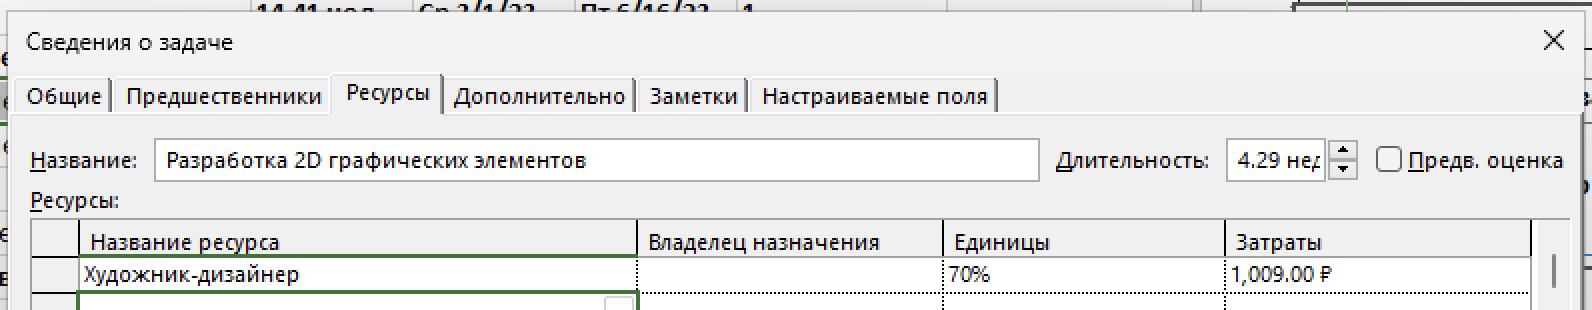 Сведения о задаче
Общие Предшественники Ресурсы Дополнительно Заметки Настраиваемые поля
Название: Разработка 2D графических элементов Длительность: 4.29 нед Предв. оценка
Ресурсы:
Название ресурса Владелец назначения Единицы Затраты
Художник-дизайнер 70% 1,009.00 ₽